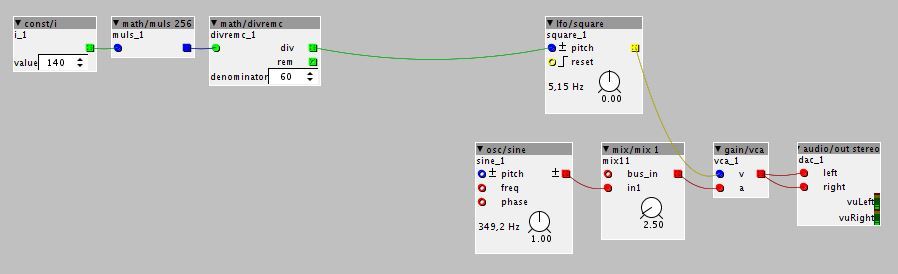 ▼ const/i
i_1
value 140
▼ math/muls 256
muls_1
▼ math/divremc
divremc_1
div
rem
denominator 60
▼ lfo/square
square_1
± pitch
reset
5,15 Hz
0.00
▼ osc/sine
sine_1
± pitch ±
freq
phase
349,2 Hz
1.00
▼ mix/mix 1
mix11
bus_in
in1
2.50
▼ gain/vca
vca_1
v
a
▼ audio/out stereo
dac_1
left
right
vuLeft
vuRight